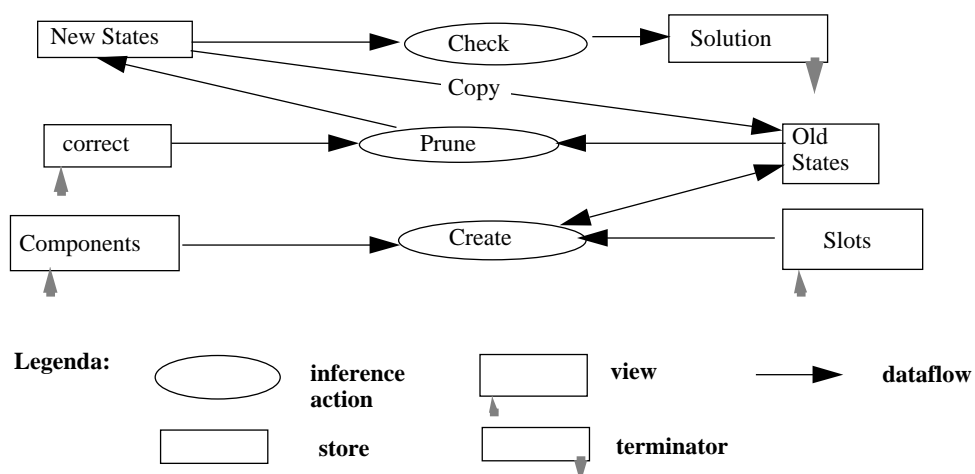 New States
Check
Solution
Copy
correct
Prune
Old
States
Components
Create
Slots
Legenda:
inference
action
view
dataflow
store
terminator